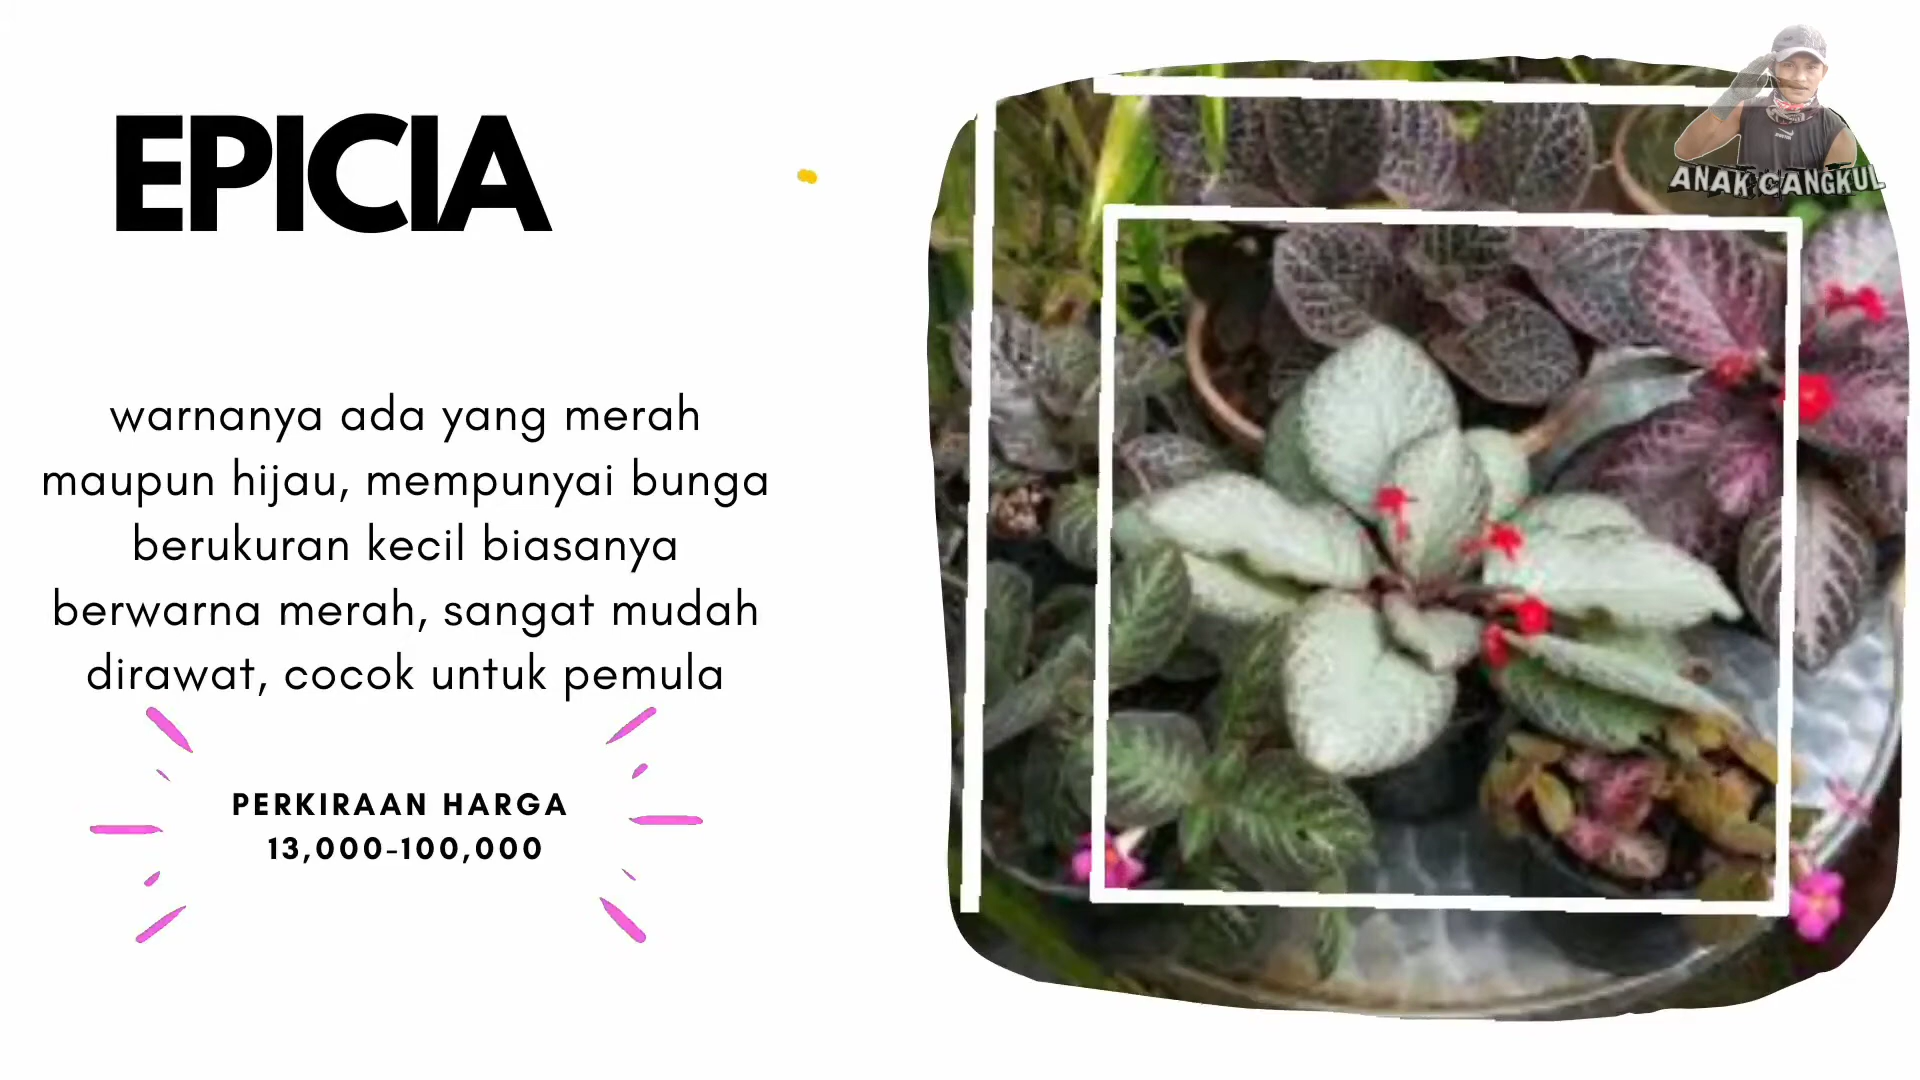 EPICIA
warnanya ada yang merah
maupun hijau, mempunyai bunga
berukuran kecil biasanya
berwarna merah, sangat mudah
dirawat, cocok untuk pemula
PERKIRAAN HARGA
13,000-100,000
ANAK CANGKUL